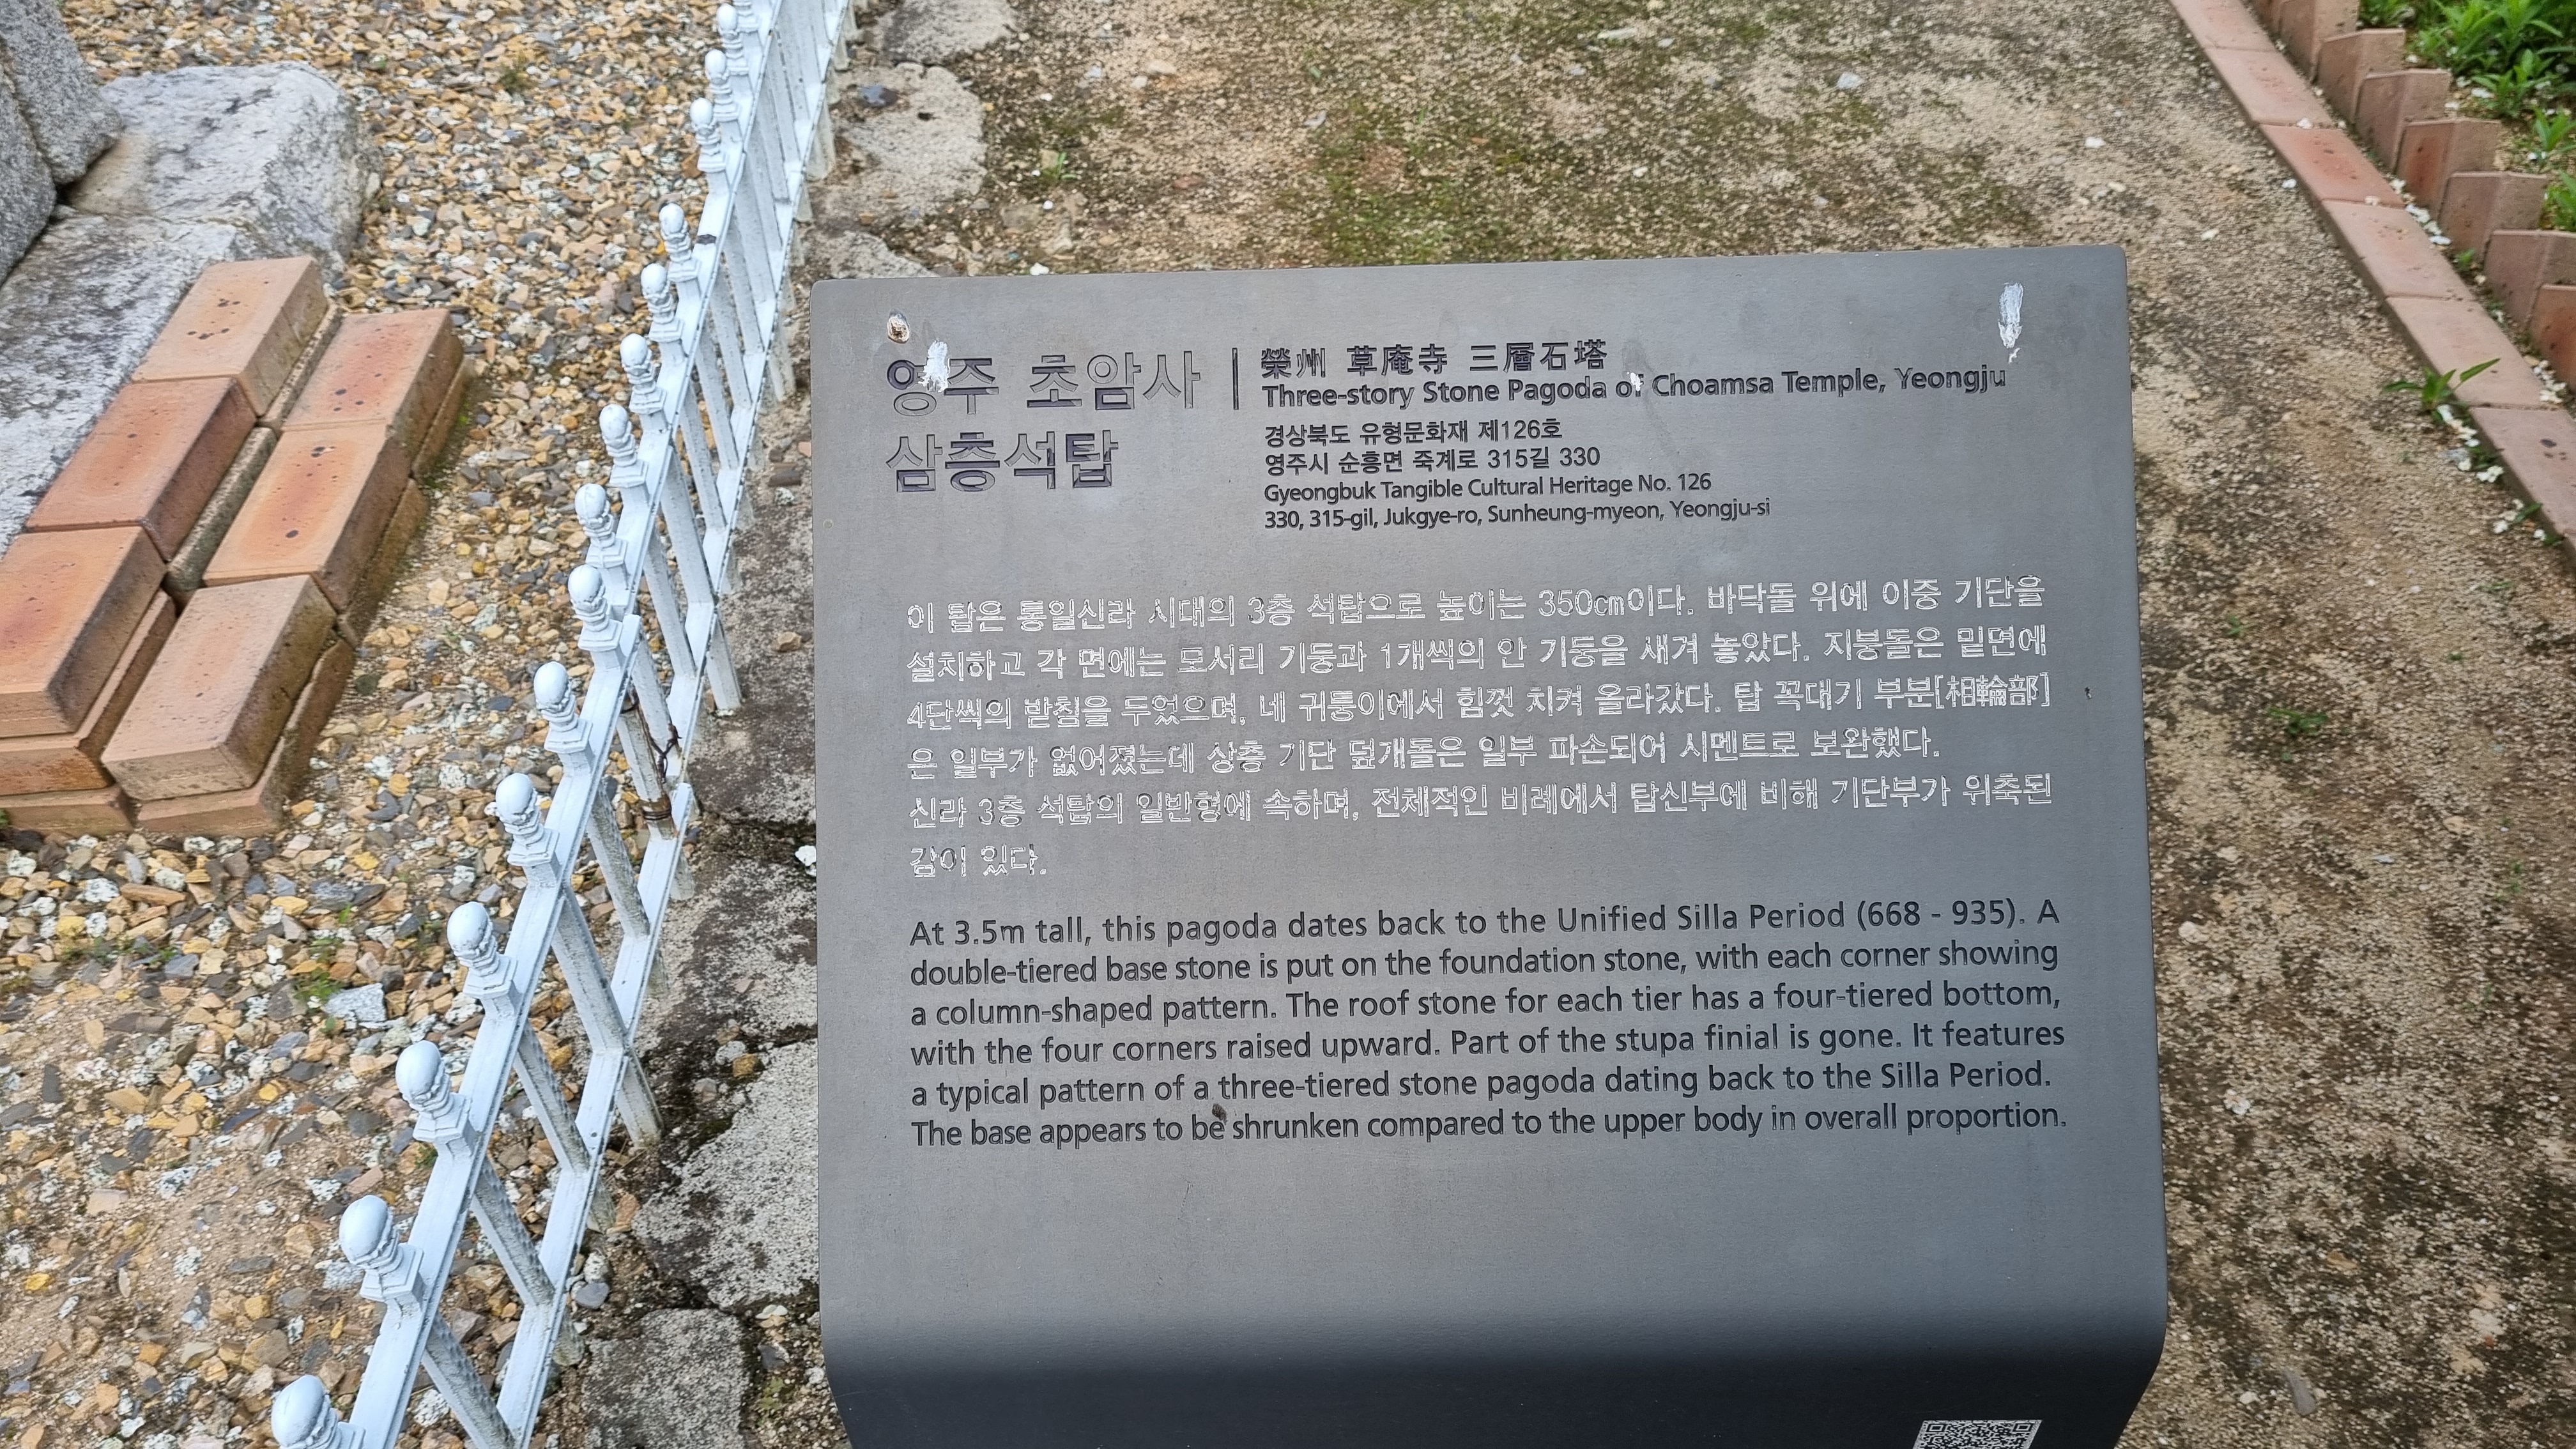 영주 초암사
삼층석탑
榮州 草庵寺 三層石塔
Three-story Stone Pagoda of Choamsa Temple, Yeongju
경상북도 유형문화재 제126호
영주시 순흥면 죽계로 315길 330
Gyeongbuk Tangible Cultural Heritage No. 126
330, 315-gil, Jukgye-ro, Sunheung-myeon, Yeongju-si
이 탑은 통일신라 시대의 3층 석탑으로 높이는 350㎝이다. 바닥돌 위에 이중 기단을
설치하고 각 면에는 모서리 기둥과 1개씩의 안 기둥을 새겨 놓았다. 지붕돌은 밑면에
4단씩의 받침을 두었으며, 네 귀퉁이에서 힘껏 치켜 올라갔다. 탑 꼭대기 부분[相輪部]
은 일부가 없어졌는데 상층 기단 덮개돌은 일부 파손되어 시멘트로 보완했다.
신라 3층 석탑의 일반형에 속하며, 전체적인 비례에서 탑신부에 비해 기단부가 위축된
감이 있다.
At 3.5m tall, this pagoda dates back to the Unified Silla Period (668 - 935). A
double-tiered base stone is put on the foundation stone, with each corner showing
a column-shaped pattern. The roof stone for each tier has a four-tiered bottom,
with the four corners raised upward. Part of the stupa finial is gone. It features
a typical pattern of a three-tiered stone pagoda dating back to the Silla Period.
The base appears to be shrunken compared to the upper body in overall proportion.